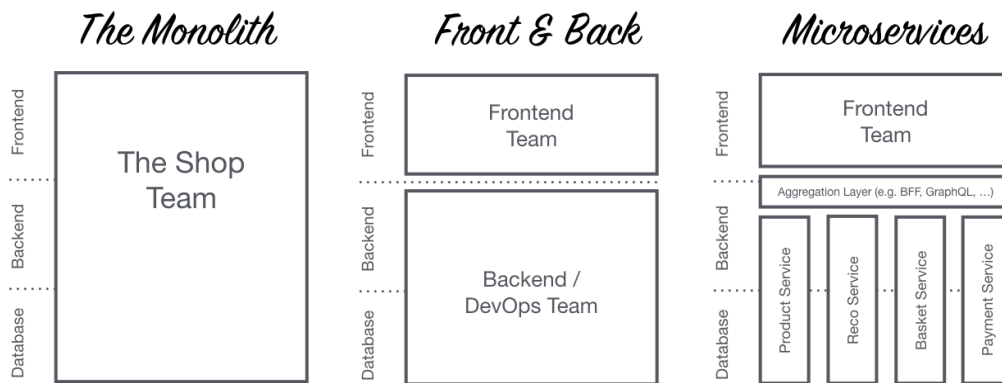 The Monolith
Frontend
Backend
Database
The Shop
Team
Front & Back
Frontend
Backend
Database
Frontend
Team
Backend /
DevOps Team
Microservices
Frontend
Backend
Database
Frontend
Team
Aggregation Layer (e.g. BFF, GraphQL, …)
Product Service
Reco Service
Basket Service
Payment Service